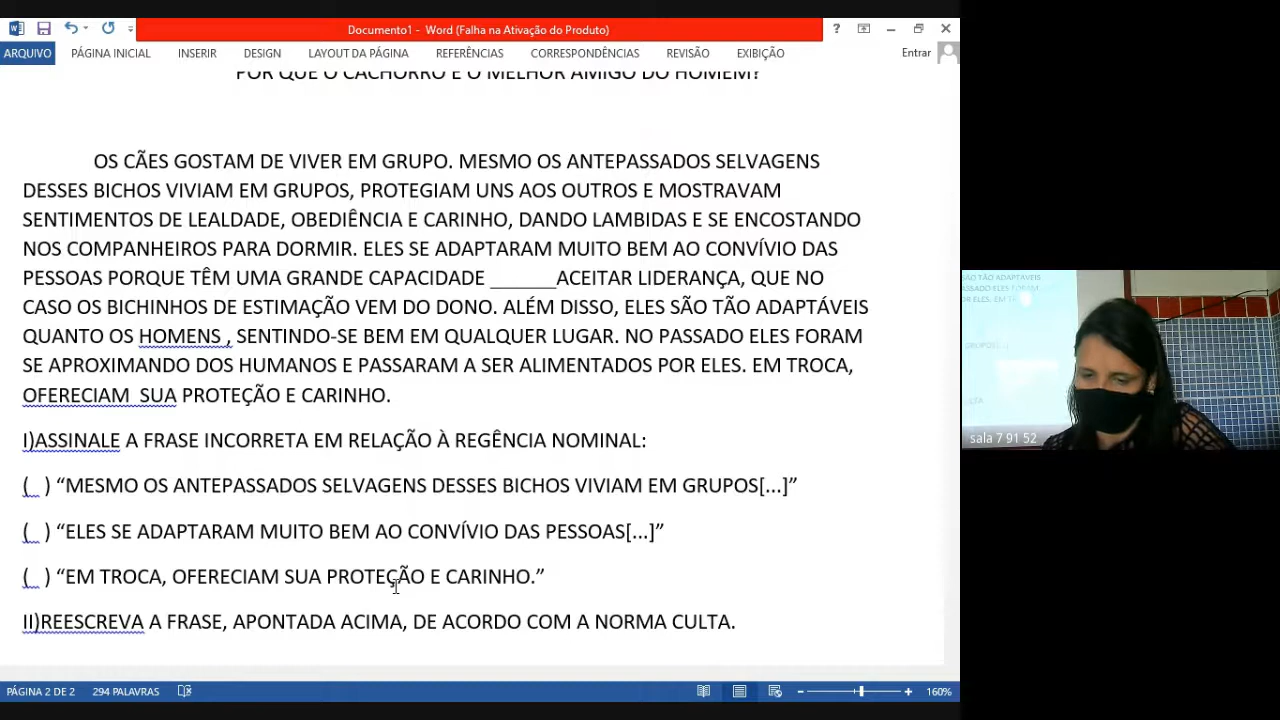 Documento1 - Word (Falha na Ativação do Produto)
ARQUIVO PÁGINA INICIAL INSERIR DESIGN LAYOUT DA PÁGINA REFERÊNCIAS CORRESPONDÊNCIAS REVISÃO EXIBIÇÃO Entrar
POR QUE O CACHORRO É O MELHOR AMIGO DO HOMEM?
OS CÃES GOSTAM DE VIVER EM GRUPO. MESMO OS ANTEPASSADOS SELVAGENS
DESSES BICHOS VIVIAM EM GRUPOS, PROTEGIAM UNS AOS OUTROS E MOSTRAVAM
SENTIMENTOS DE LEALDADE, OBEDIÊNCIA E CARINHO, DANDO LAMBIDAS E SE ENCOSTANDO
NOS COMPANHEIROS PARA DORMIR. ELES SE ADAPTARAM MUITO BEM AO CONVÍVIO DAS
PESSOAS PORQUE TÊM UMA GRANDE CAPACIDADE ______ACEITAR LIDERANÇA, QUE NO
CASO OS BICHINHOS DE ESTIMAÇÃO VEM DO DONO. ALÉM DISSO, ELES SÃO TÃO ADAPTÁVEIS
QUANTO OS HOMENS , SENTINDO-SE BEM EM QUALQUER LUGAR. NO PASSADO ELES FORAM
SE APROXIMANDO DOS HUMANOS E PASSARAM A SER ALIMENTADOS POR ELES. EM TROCA,
OFERECIAM  SUA PROTEÇÃO E CARINHO.
I)ASSINALE A FRASE INCORRETA EM RELAÇÃO À REGÊNCIA NOMINAL:
(  ) “MESMO OS ANTEPASSADOS SELVAGENS DESSES BICHOS VIVIAM EM GRUPOS[...]”
(  ) “ELES SE ADAPTARAM MUITO BEM AO CONVÍVIO DAS PESSOAS[...]”
(  ) “EM TROCA, OFERECIAM SUA PROTEÇÃO E CARINHO.”
II)REESCREVA A FRASE, APONTADA ACIMA, DE ACORDO COM A NORMA CULTA.
PÁGINA 2 DE 2 294 PALAVRAS 160%
sala 7 91 52